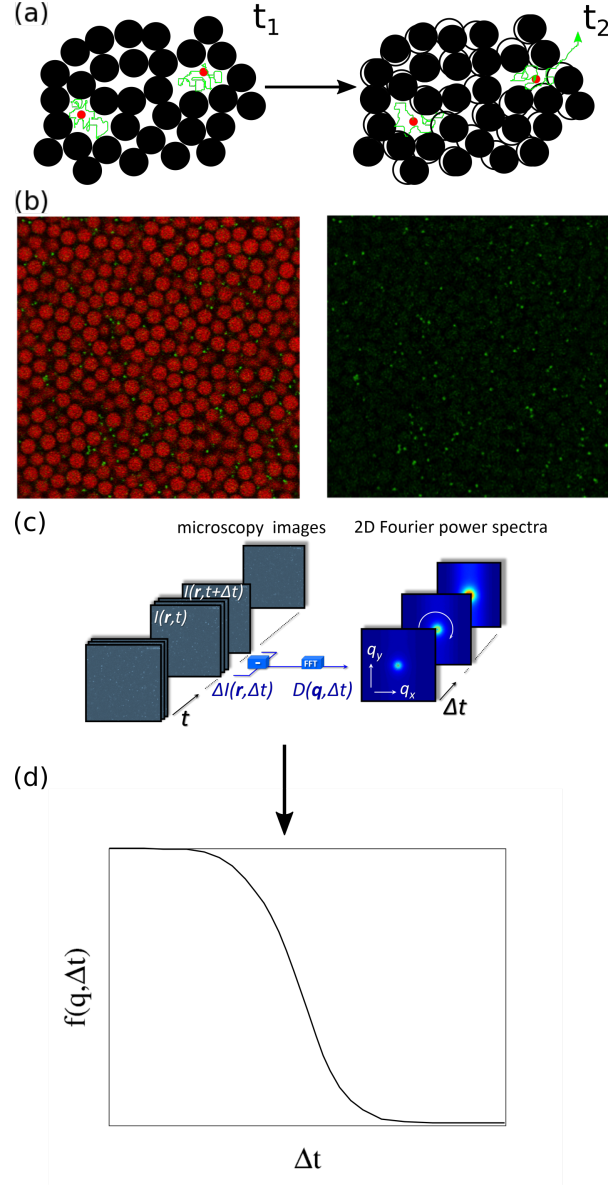 (a)
t1
t2
(b)
(c)
microscopy images
2D Fourier power spectra
I(r,t+Δt)
I(r,t)
-
FFT
ΔI(r,Δt)
D(q,Δt)
t
qy
qx
Δt
(d)
f(q,Δt)
Δt